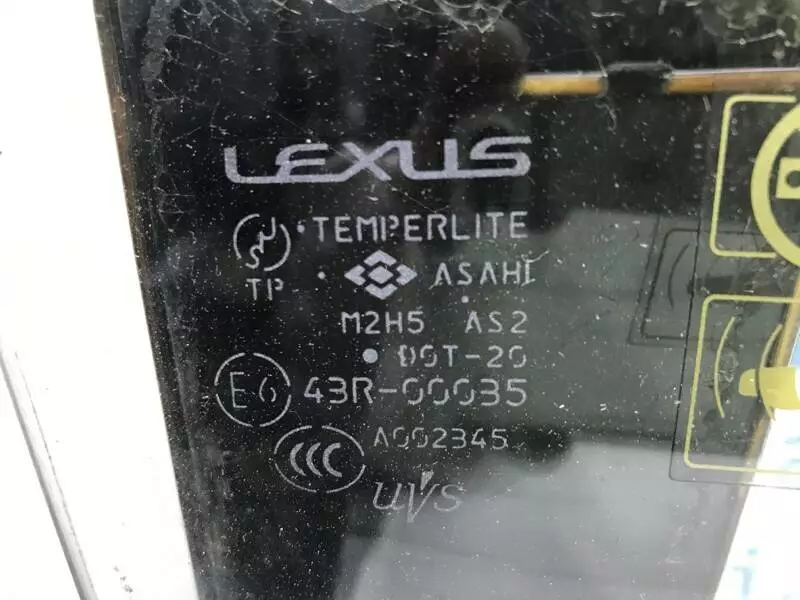 LEXUS
TEMPERLITE
TP
ASAHI
M2H5 AS2
DOT-20
E6 43R-00035
CCC A002345
UVS